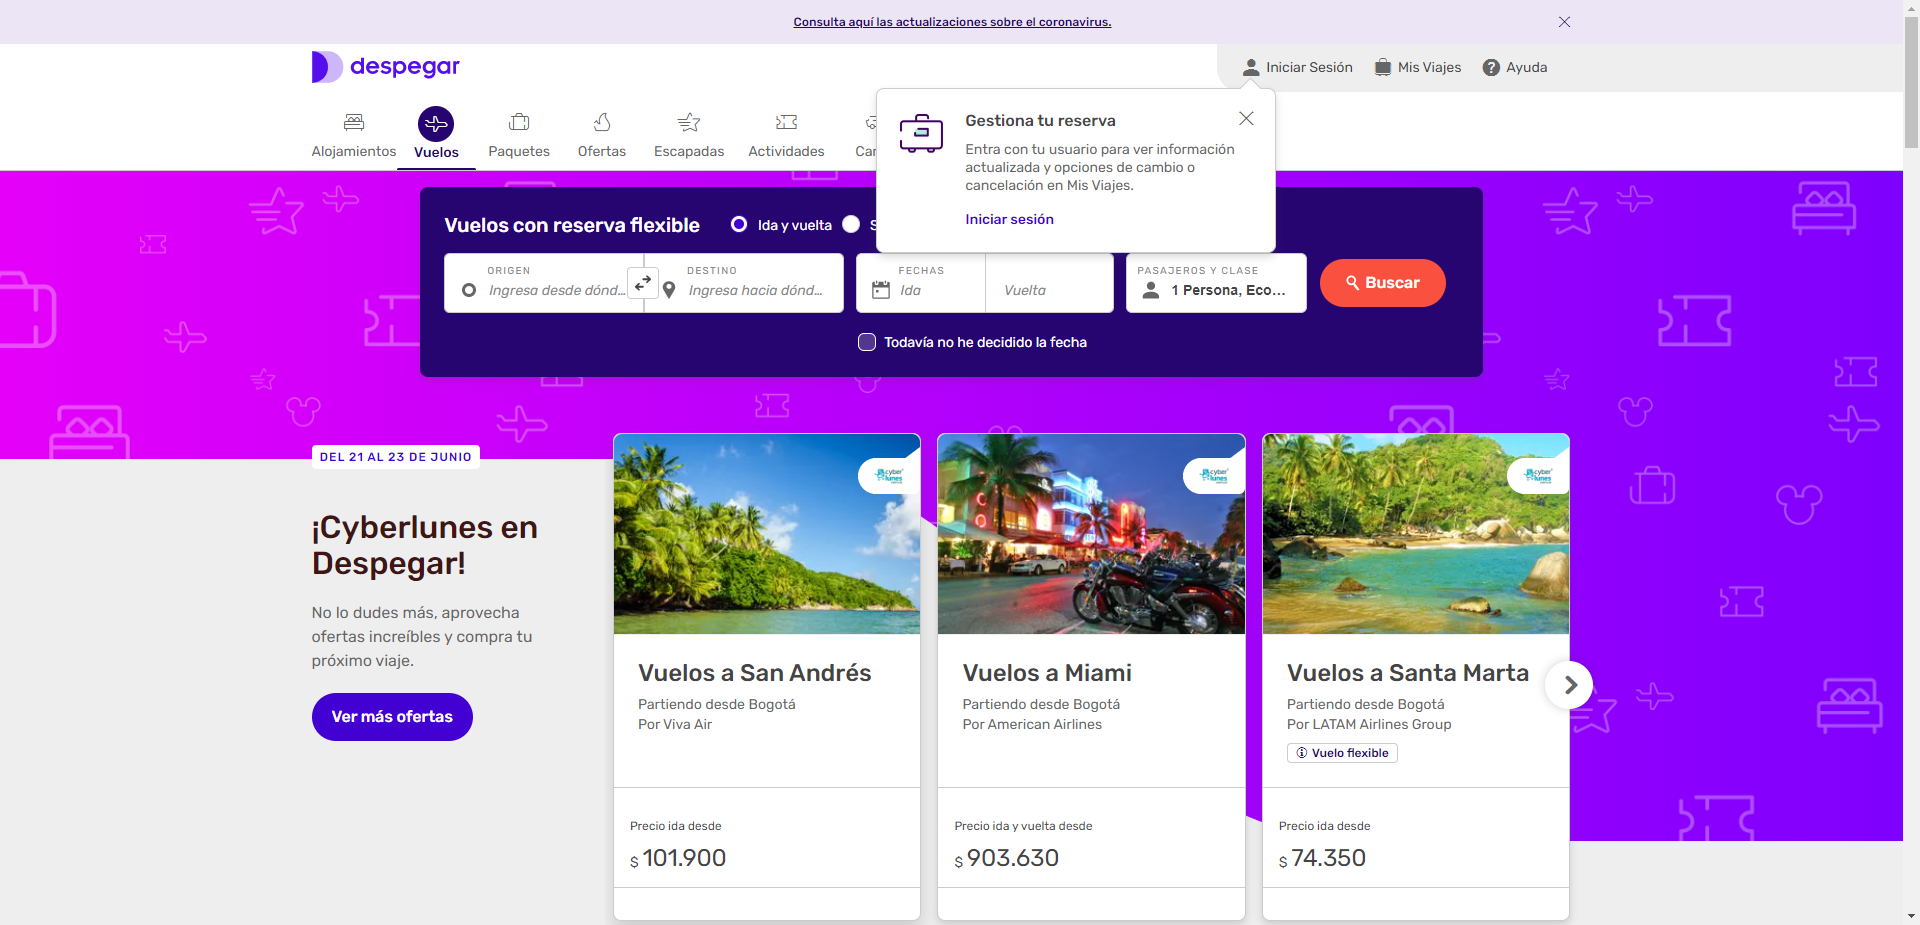 Consulta aquí las actualizaciones sobre el coronavirus.
despegar
Iniciar Sesión
Mis Viajes
Ayuda
Alojamientos
Vuelos
Paquetes
Ofertas
Escapadas
Actividades
Gestiona tu reserva
Entra con tu usuario para ver información
actualizada y opciones de cambio o
cancelación en Mis Viajes.
Iniciar sesión
Vuelos con reserva flexible
Ida y vuelta
ORIGEN
Ingresa desde dónd...
DESTINO
Ingresa hacia dónd...
FECHAS
Ida
Vuelta
PASAJEROS Y CLASE
1 Persona, Eco...
Buscar
Todavía no he decidido la fecha
DEL 21 AL 23 DE JUNIO
¡Cyberlunes en
Despegar!
No lo dudes más, aprovecha
ofertas increíbles y compra tu
próximo viaje.
Ver más ofertas
cyber
lunes
Vuelos a San Andrés
Partiendo desde Bogotá
Por Viva Air
Precio ida desde
$ 101.900
cyber
lunes
Vuelos a Miami
Partiendo desde Bogotá
Por American Airlines
Precio ida y vuelta desde
$ 903.630
cyber
lunes
Vuelos a Santa Marta
Partiendo desde Bogotá
Por LATAM Airlines Group
Vuelo flexible
Precio ida desde
$ 74.350